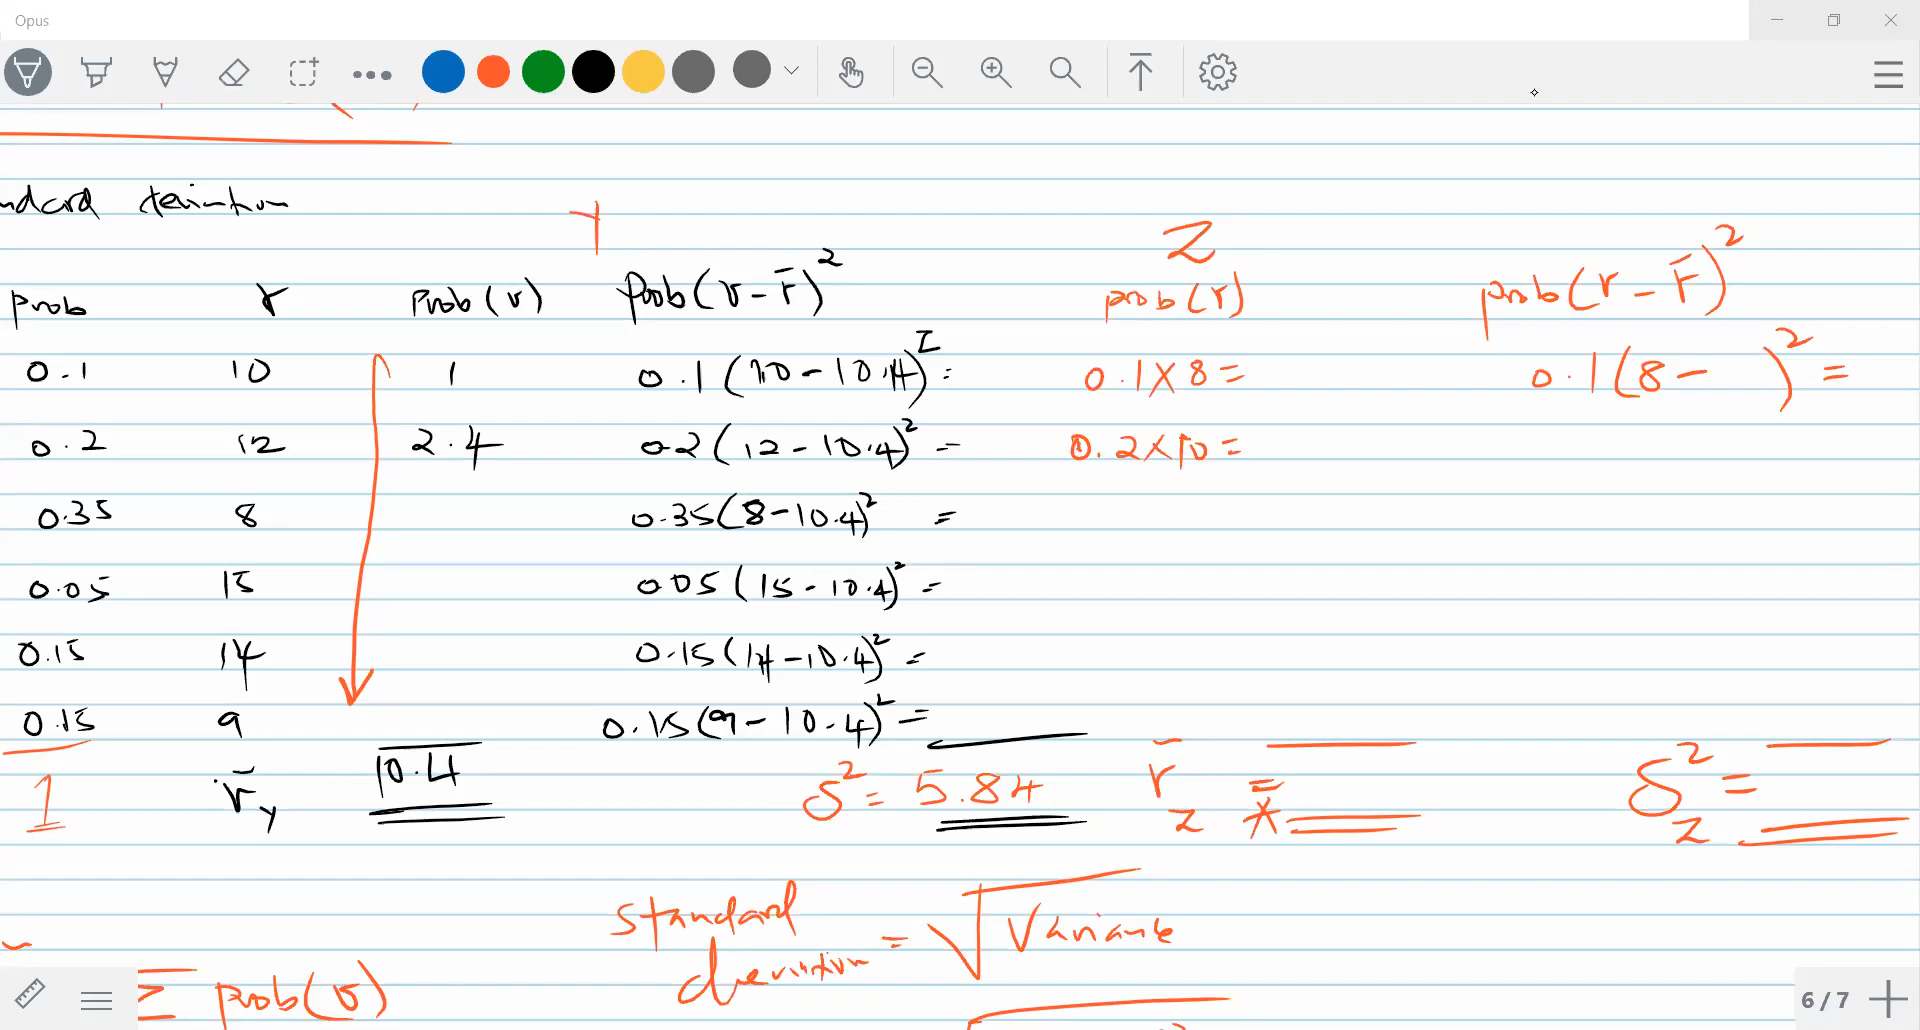 Opus
ndard deviation
Y
Z
prob r Prob(r) prob(r - r̄)² prob(r) prob(r - r̄)²
0.1 10 1 0.1(10-10.4)² = 0.1×8= 0.1(8- )² =
0.2 12 2.4 0.2(12-10.4)² = 0.2×10=
0.35 8 0.35(8-10.4)² =
0.05 15 0.05(15-10.4)² =
0.15 14 0.15(14-10.4)² =
0.15 9 0.15(9-10.4)² =
1 r̄y 10.4 δ² = 5.84 r̄z = * δ²z =
Standard deviation = √Variance
Σ prob(r)
6 / 7